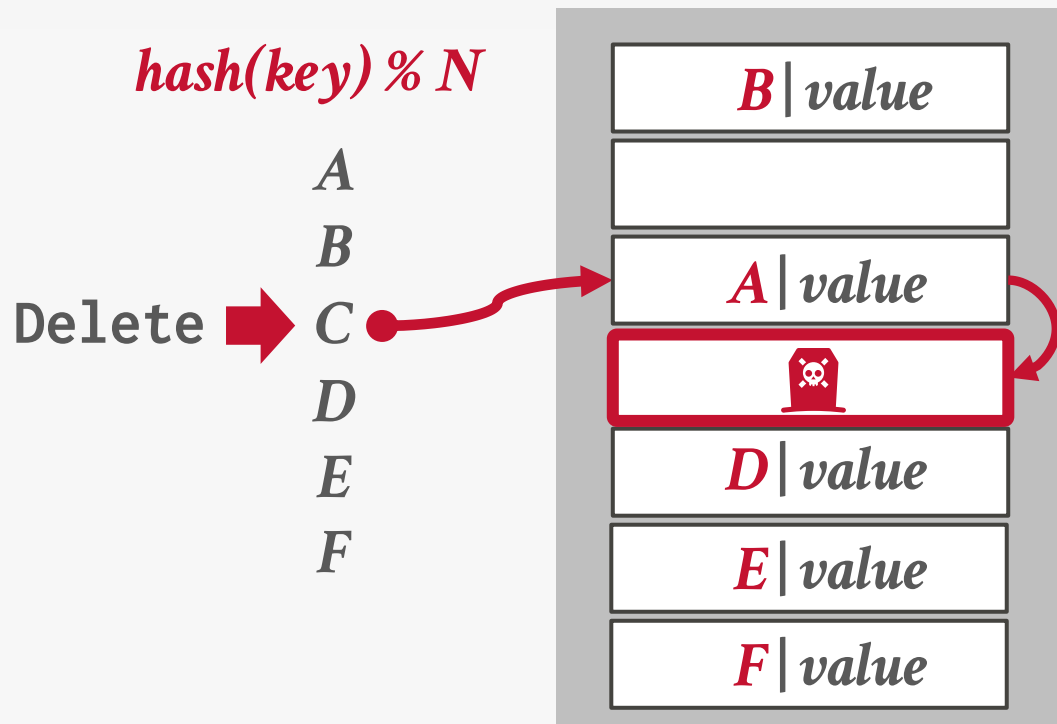 hash(key) % N
A
B
Delete C
D
E
F
B | value
A | value
D | value
E | value
F | value